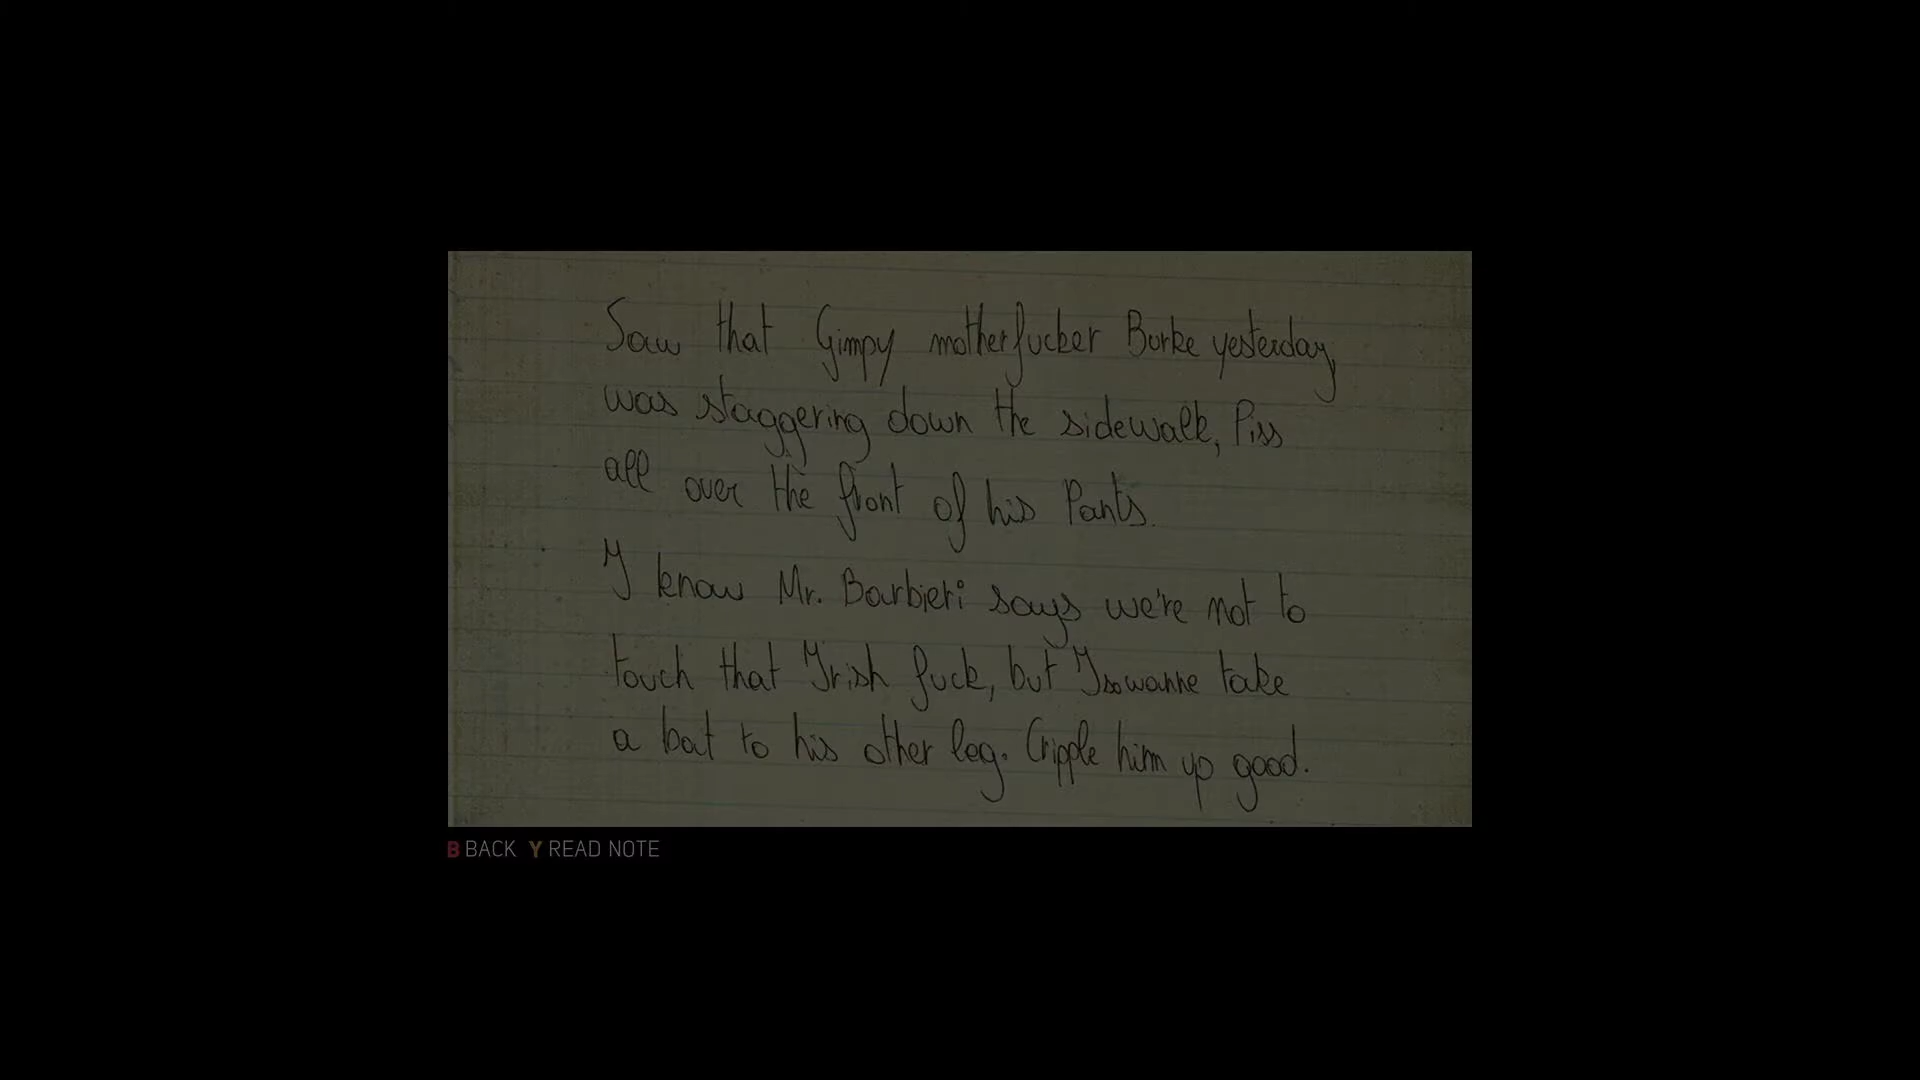 Saw that Gimpy motherfucker Burke yesterday,
was staggering down the sidewalk, Piss
all over the front of his Pants.
I know Mr. Barbieri says we're not to
touch that Irish fuck, but I so wanne take
a bat to his other leg. Cripple him up good.
B BACK Y READ NOTE